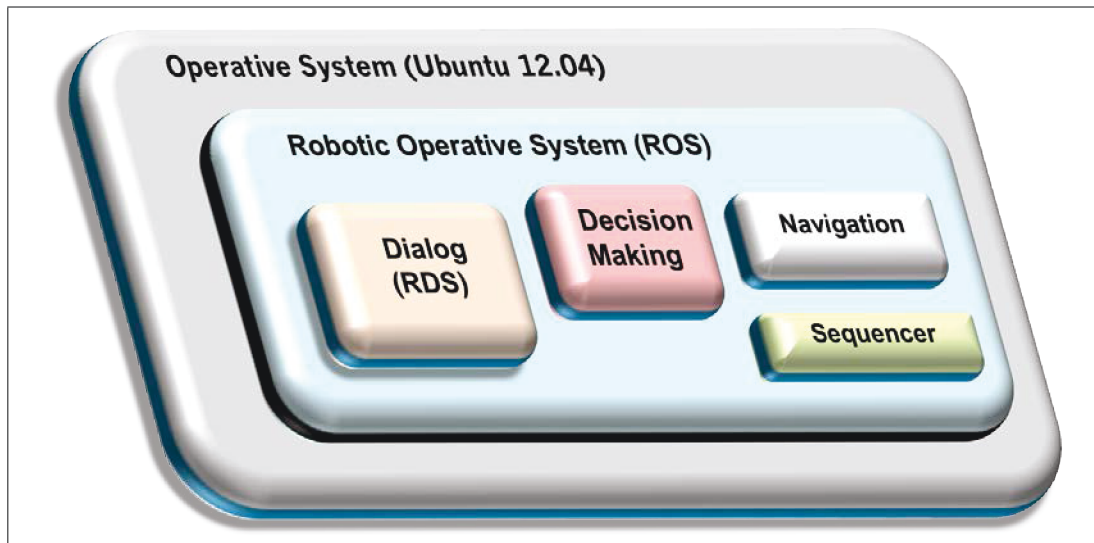 Operative System (Ubuntu 12.04)
Robotic Operative System (ROS)
Dialog
(RDS)
Decision
Making
Navigation
Sequencer